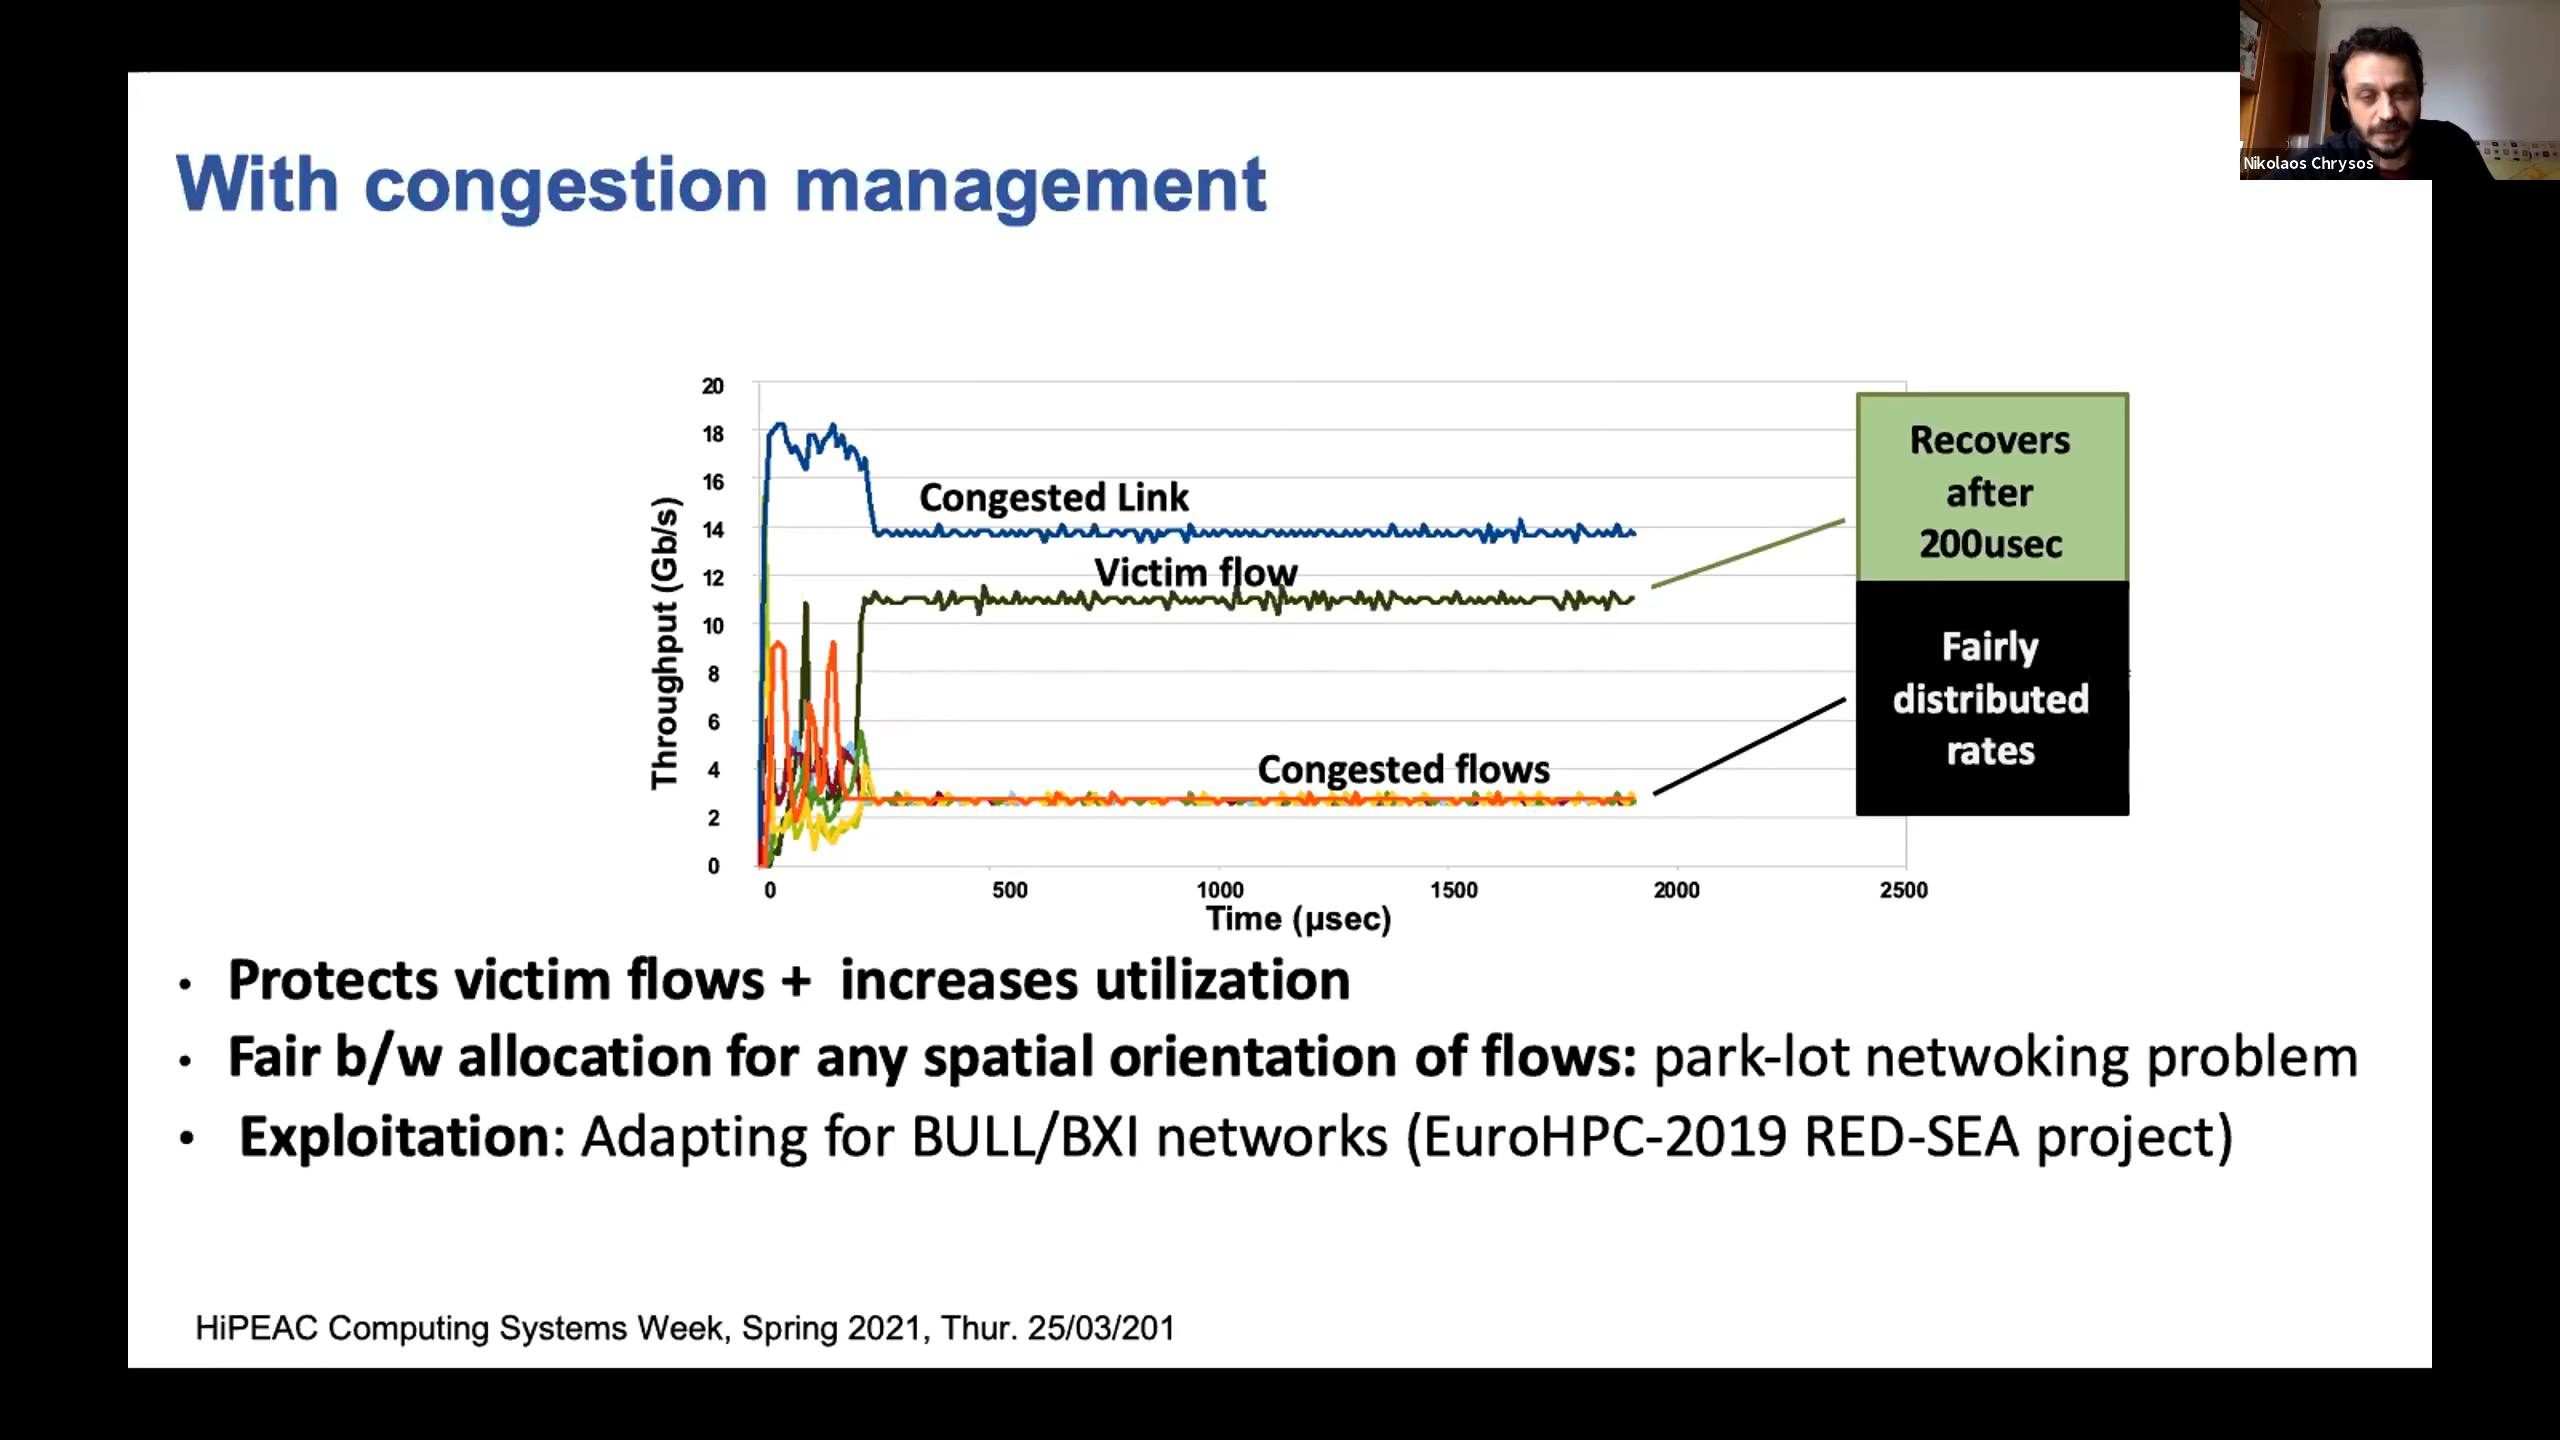 Nikolaos Chrysos
With congestion management
20
18
16
14
12
10
8
6
4
2
0
Throughput (Gb/s)
Congested Link
Victim flow
Congested flows
Recovers
after
200usec
Fairly
distributed
rates
0 500 1000 1500 2000 2500
Time (µsec)
• Protects victim flows + increases utilization
• Fair b/w allocation for any spatial orientation of flows: park-lot netwoking problem
• Exploitation: Adapting for BULL/BXI networks (EuroHPC-2019 RED-SEA project)
HiPEAC Computing Systems Week, Spring 2021, Thur. 25/03/201